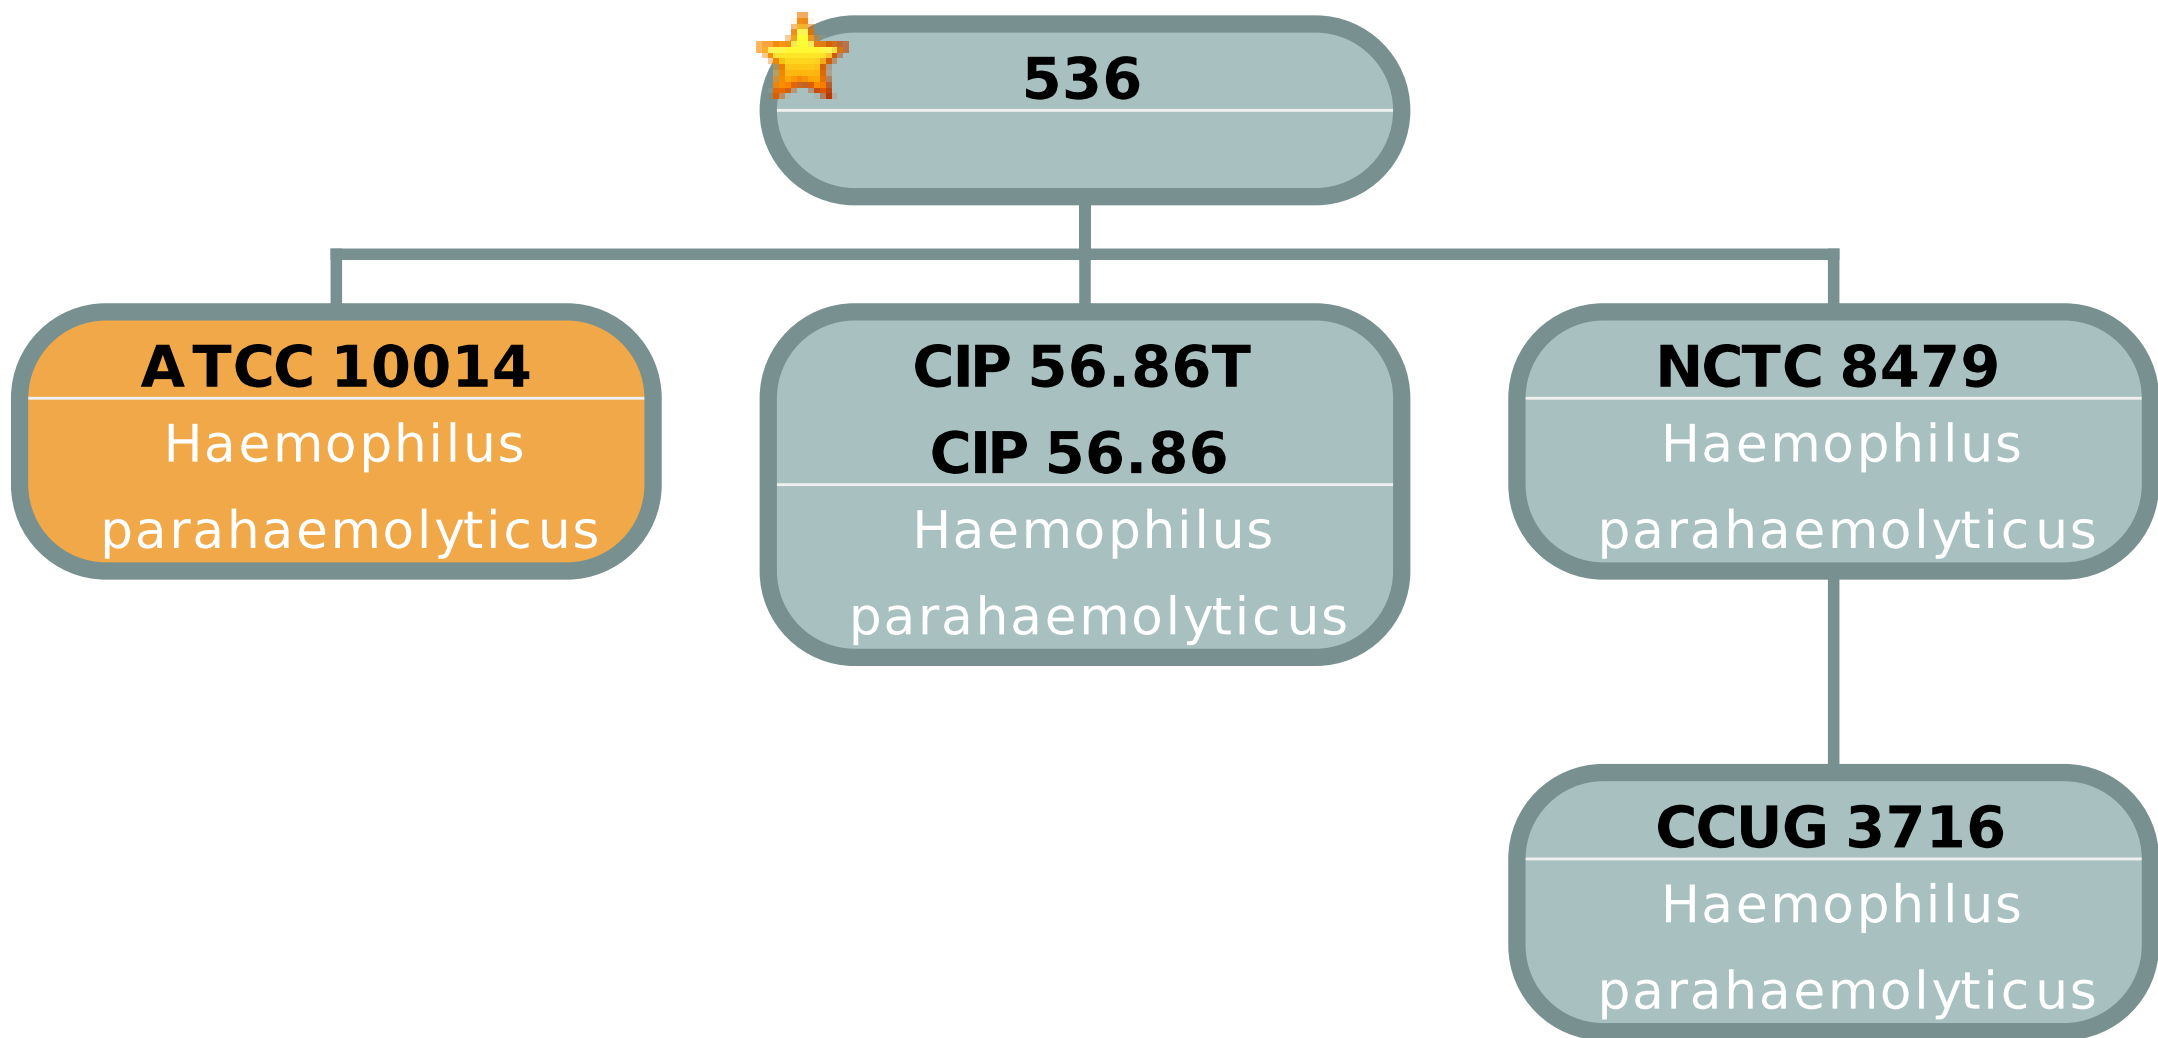 536
ATCC 10014
Haemophilus
parahaemolyticus
CIP 56.86T
CIP 56.86
Haemophilus
parahaemolyticus
NCTC 8479
Haemophilus
parahaemolyticus
CCUG 3716
Haemophilus
parahaemolyticus